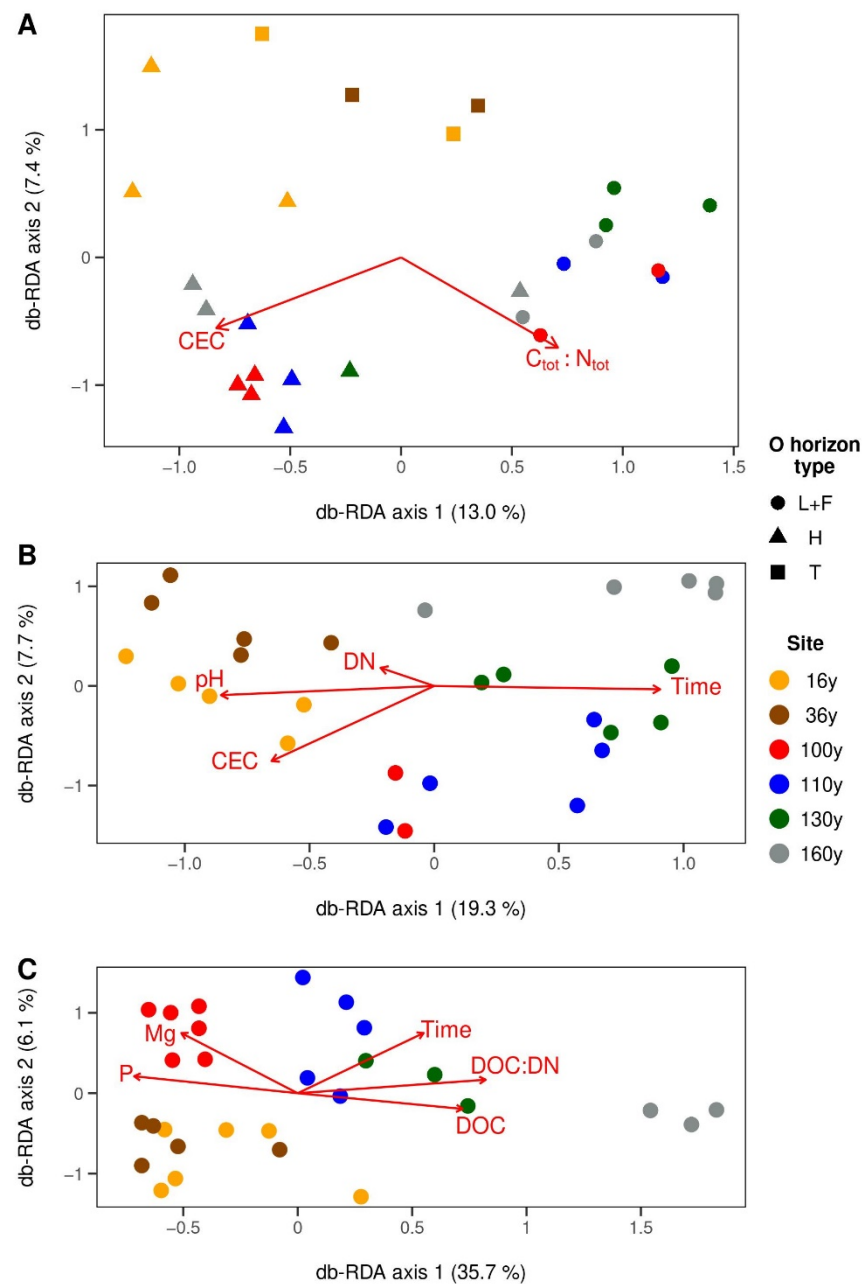 A
1
0
−1
db-RDA axis 2 (7.4 %)
CEC
Ctot : Ntot
−1.0
−0.5
0
0.5
1.0
1.5
db-RDA axis 1 (13.0 %)
O horizon
type
L+F
H
T
B
1
0
−1
db-RDA axis 2 (7.7 %)
DN
pH
Time
CEC
−1.0
−0.5
0
0.5
1.0
db-RDA axis 1 (19.3 %)
Site
16y
36y
100y
110y
130y
160y
C
1
0
−1
db-RDA axis 2 (6.1 %)
Mg
Time
P
DOC:DN
DOC
−0.5
0
0.5
1
1.5
db-RDA axis 1 (35.7 %)